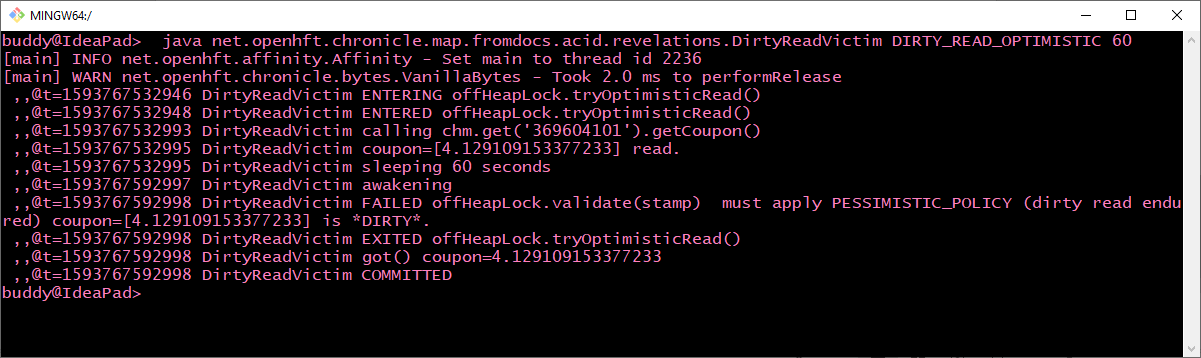 MINGW64:/
buddy@IdeaPad>  java net.openhft.chronicle.map.fromdocs.acid.revelations.DirtyReadVictim DIRTY_READ_OPTIMISTIC 60
[main] INFO net.openhft.affinity.Affinity - Set main to thread id 2236
[main] WARN net.openhft.chronicle.bytes.VanillaBytes - Took 2.0 ms to performRelease
 ,,@t=1593767532946 DirtyReadVictim ENTERING offHeapLock.tryOptimisticRead()
 ,,@t=1593767532948 DirtyReadVictim ENTERED offHeapLock.tryOptimisticRead()
 ,,@t=1593767532993 DirtyReadVictim calling chm.get('369604101').getCoupon()
 ,,@t=1593767532995 DirtyReadVictim coupon=[4.129109153377233] read.
 ,,@t=1593767532995 DirtyReadVictim sleeping 60 seconds
 ,,@t=1593767592997 DirtyReadVictim awakening
 ,,@t=1593767592998 DirtyReadVictim FAILED offHeapLock.validate(stamp)  must apply PESSIMISTIC_POLICY (dirty read endu
red) coupon=[4.129109153377233] is *DIRTY*.
 ,,@t=1593767592998 DirtyReadVictim EXITED offHeapLock.tryOptimisticRead()
 ,,@t=1593767592998 DirtyReadVictim got() coupon=4.129109153377233
 ,,@t=1593767592998 DirtyReadVictim COMMITTED
buddy@IdeaPad>